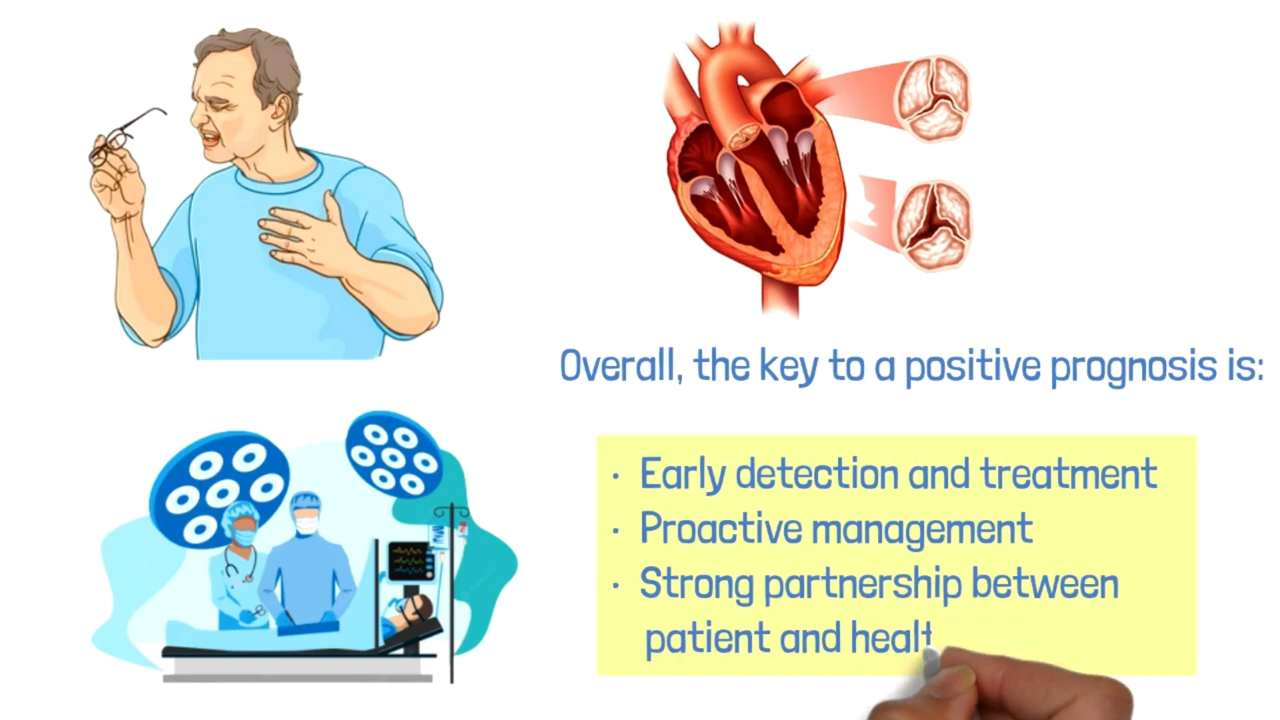 Overall, the key to a positive prognosis is:
· Early detection and treatment
· Proactive management
· Strong partnership between
patient and healt